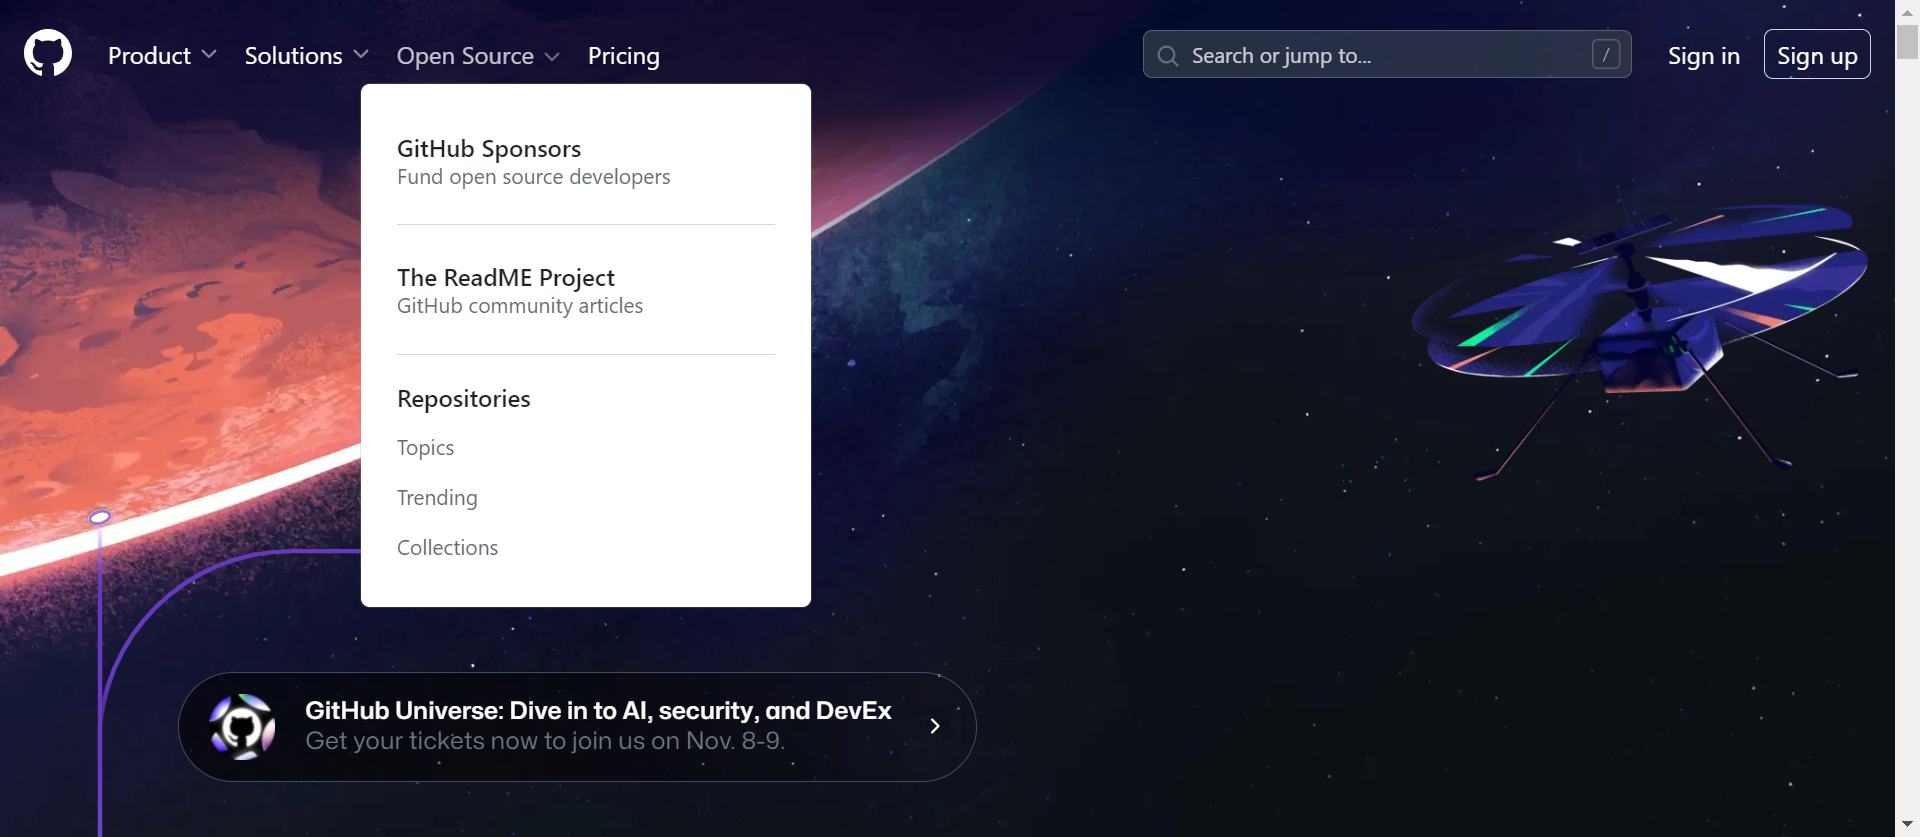 Product
Solutions
Open Source
Pricing
Search or jump to...
/
Sign in
Sign up
GitHub Sponsors
Fund open source developers
The ReadME Project
GitHub community articles
Repositories
Topics
Trending
Collections
GitHub Universe: Dive in to AI, security, and DevEx
Get your tickets now to join us on Nov. 8-9.